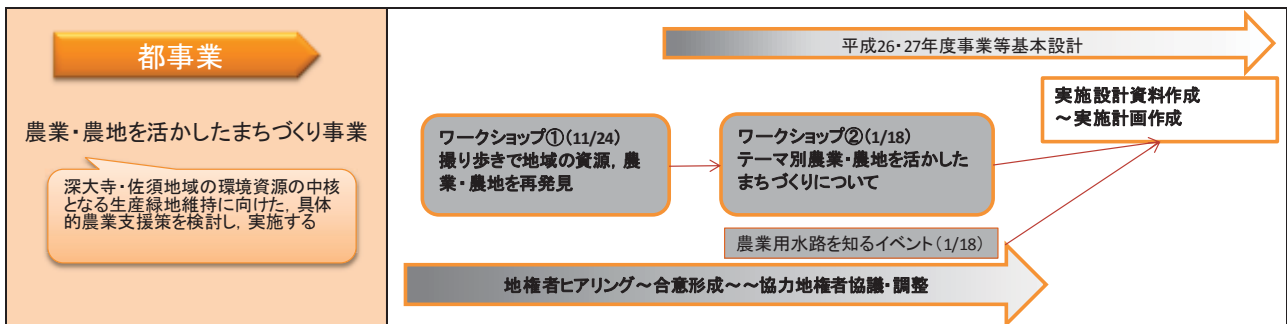 都事業
農業・農地を活かしたまちづくり事業
深大寺・佐須地域の環境資源の中核
となる生産緑地維持に向けた，具体
的農業支援策を検討し，実施する
平成26・27年度事業等基本設計
実施設計資料作成
～実施計画作成
ワークショップ①（11/24）
撮り歩きで地域の資源，農
業・農地を再発見
ワークショップ②（1/18）
テーマ別農業・農地を活かした
まちづくりについて
農業用水路を知るイベント（1/18）
地権者ヒアリング～合意形成～～協力地権者協議・調整